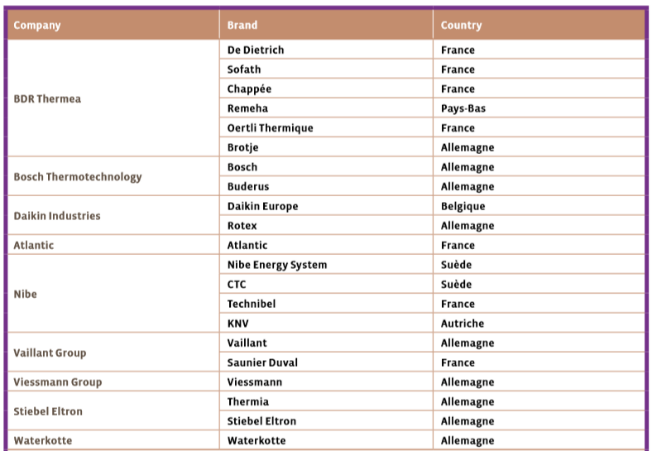 Company Brand Country
BDR Thermea De Dietrich France
Sofath France
Chappée France
Remeha Pays-Bas
Oertli Thermique France
Brotje Allemagne
Bosch Thermotechnology Bosch Allemagne
Buderus Allemagne
Daikin Industries Daikin Europe Belgique
Rotex Allemagne
Atlantic Atlantic France
Nibe Nibe Energy System Suède
CTC Suède
Technibel France
KNV Autriche
Vaillant Group Vaillant Allemagne
Saunier Duval France
Viessmann Group Viessmann Allemagne
Stiebel Eltron Thermia Allemagne
Stiebel Eltron Allemagne
Waterkotte Waterkotte Allemagne